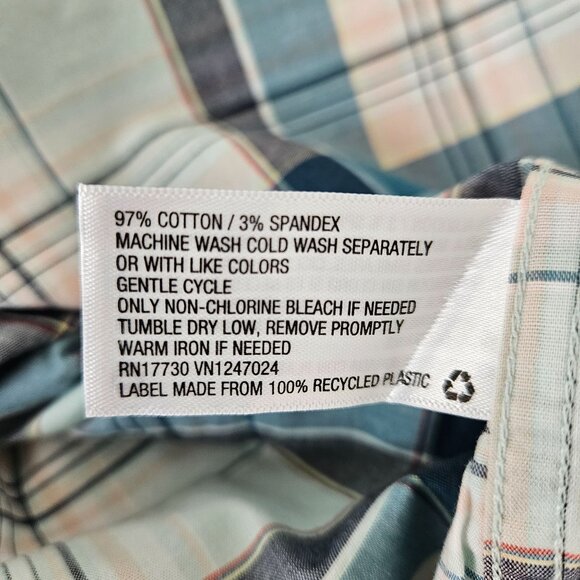 97% COTTON / 3% SPANDEX
MACHINE WASH COLD WASH SEPARATELY
OR WITH LIKE COLORS
GENTLE CYCLE
ONLY NON-CHLORINE BLEACH IF NEEDED
TUMBLE DRY LOW, REMOVE PROMPTLY
WARM IRON IF NEEDED
RN17730 VN1247024
LABEL MADE FROM 100% RECYCLED PLASTIC